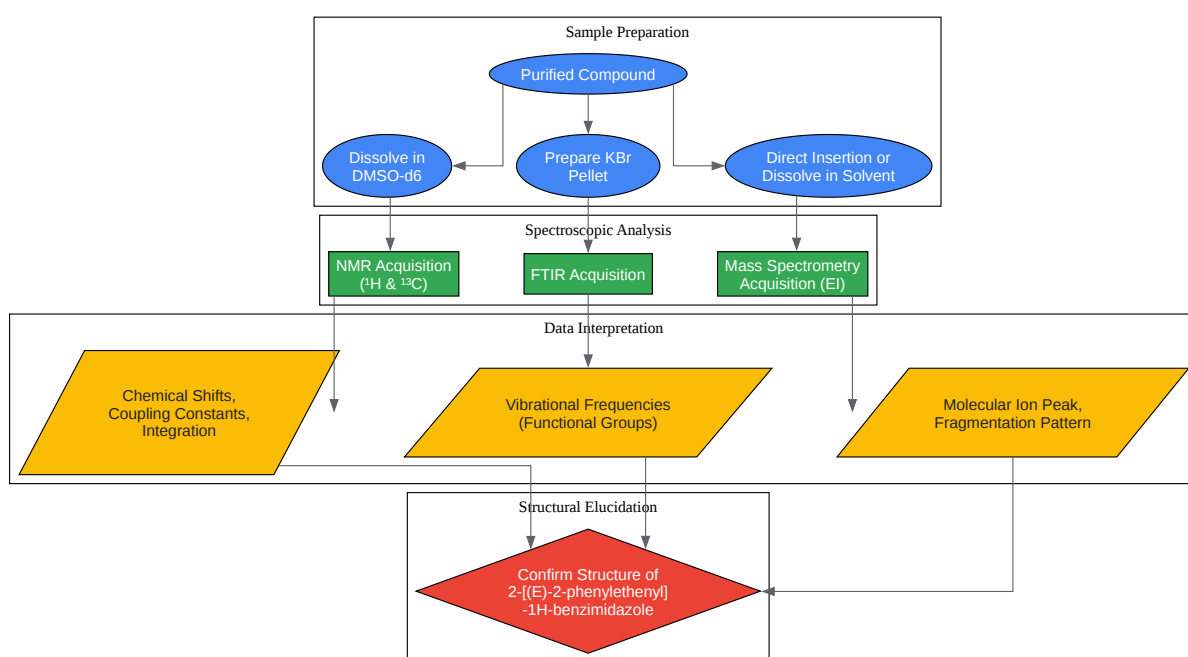 Sample Preparation
Purified Compound
Dissolve in
DMSO-d6
Prepare KBr
Pellet
Direct Insertion or
Dissolve in Solvent
Spectroscopic Analysis
NMR Acquisition
(¹H & ¹³C)
FTIR Acquisition
Mass Spectrometry
Acquisition (EI)
Data Interpretation
Chemical Shifts,
Coupling Constants,
Integration
Vibrational Frequencies
(Functional Groups)
Molecular Ion Peak,
Fragmentation Pattern
Structural Elucidation
Confirm Structure of
2-[(E)-2-phenylethenyl]
-1H-benzimidazole